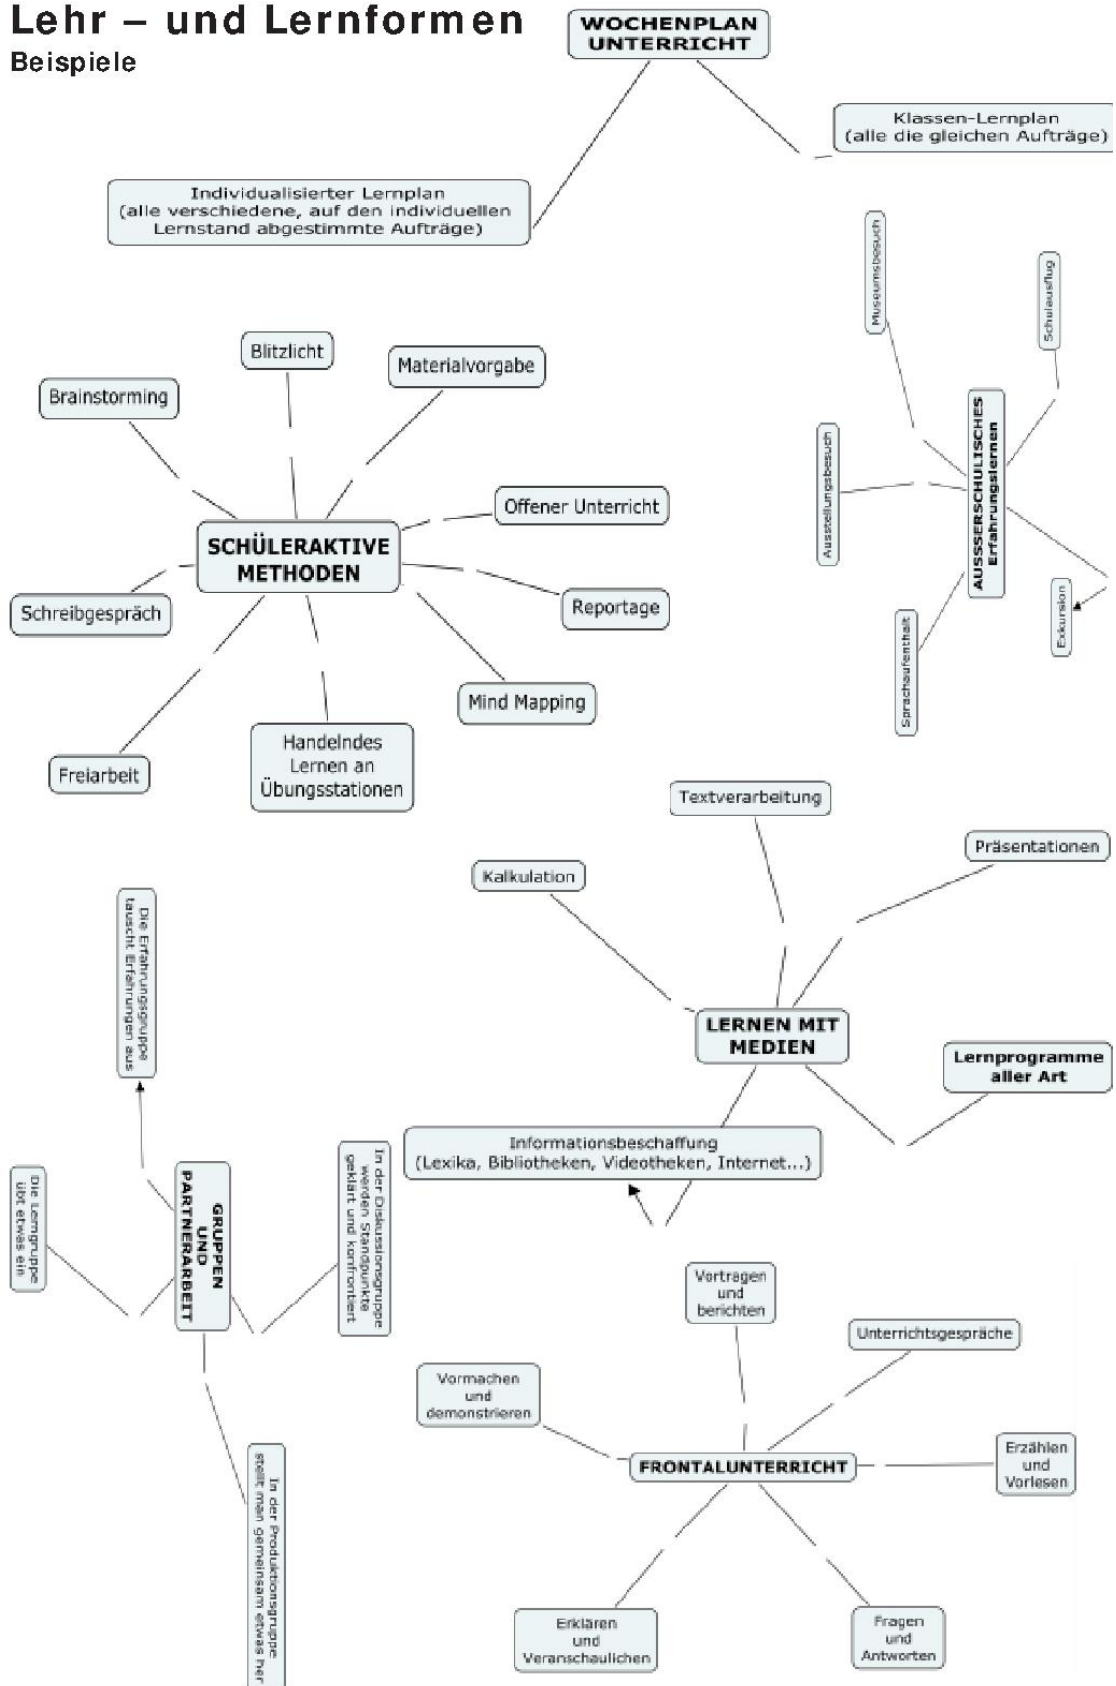 Lehr – und Lernformen
Beispiele
WOCHENPLAN
UNTERRICHT
Klassen-Lernplan
(alle die gleichen Aufträge)
Individualisierter Lernplan
(alle verschiedene, auf den individuellen
Lernstand abgestimmte Aufträge)
Museumsbesuch
Schulausflug
Ausstellungsbesuch
AUSSERSCHULISCHES
Erfahrungslernen
Exkursion
Sprachaufenthalt
Blitzlicht
Materialvorgabe
Brainstorming
Offener Unterricht
SCHÜLERAKTIVE
METHODEN
Schreibgespräch
Reportage
Mind Mapping
Handelndes
Lernen an
Übungsstationen
Freiarbeit
Textverarbeitung
Präsentationen
Kalkulation
LERNEN MIT
MEDIEN
Lernprogramme
aller Art
Informationsbeschaffung
(Lexika, Bibliotheken, Videotheken, Internet...)
Die Erfahrungsgruppe
tauscht Erfahrungen aus
Die Lerngruppe
übt etwas ein
GRUPPEN
UND
PARTNERARBEIT
In der Diskussionsgruppe
werden Standpunkte
geklärt und konfrontiert
In der Produktionsgruppe
stellt man gemeinsam etwas her
Vortragen
und
berichten
Unterrichtsgespräche
Vormachen
und
demonstrieren
FRONTALUNTERRICHT
Erzählen
und
Vorlesen
Erklären
und
Veranschaulichen
Fragen
und
Antworten